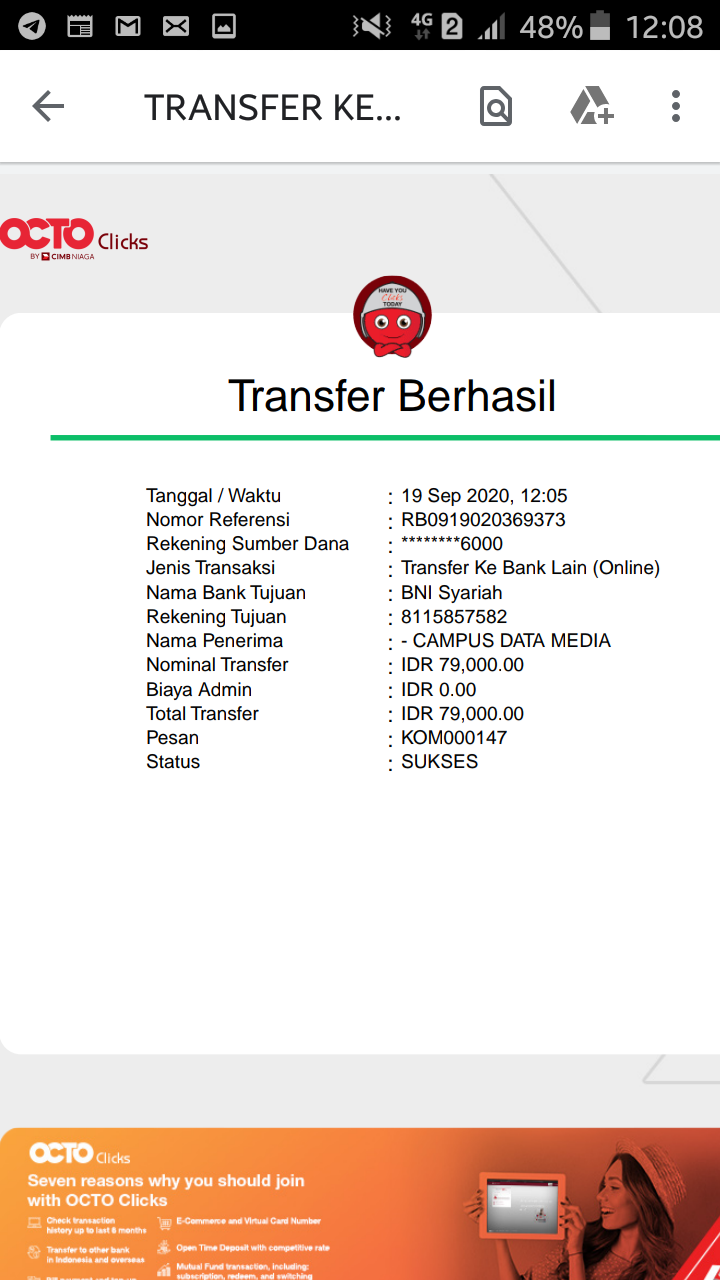 4G 2 48% 12:08
TRANSFER KE...
OCTO Clicks
BY CIMB NIAGA
HAVE YOU
Clicks
TODAY
Transfer Berhasil
Tanggal / Waktu : 19 Sep 2020, 12:05
Nomor Referensi : RB0919020369373
Rekening Sumber Dana : ********6000
Jenis Transaksi : Transfer Ke Bank Lain (Online)
Nama Bank Tujuan : BNI Syariah
Rekening Tujuan : 8115857582
Nama Penerima : - CAMPUS DATA MEDIA
Nominal Transfer : IDR 79,000.00
Biaya Admin : IDR 0.00
Total Transfer : IDR 79,000.00
Pesan : KOM000147
Status : SUKSES
OCTO Clicks
Seven reasons why you should join
with OCTO Clicks
Check transaction
history up to last 6 months
E-Commerce and Virtual Card Number
Transfer to other bank
in Indonesia and overseas
Open Time Deposit with competitive rate
Mutual Fund transaction, including:
subscription, redeem, and switching